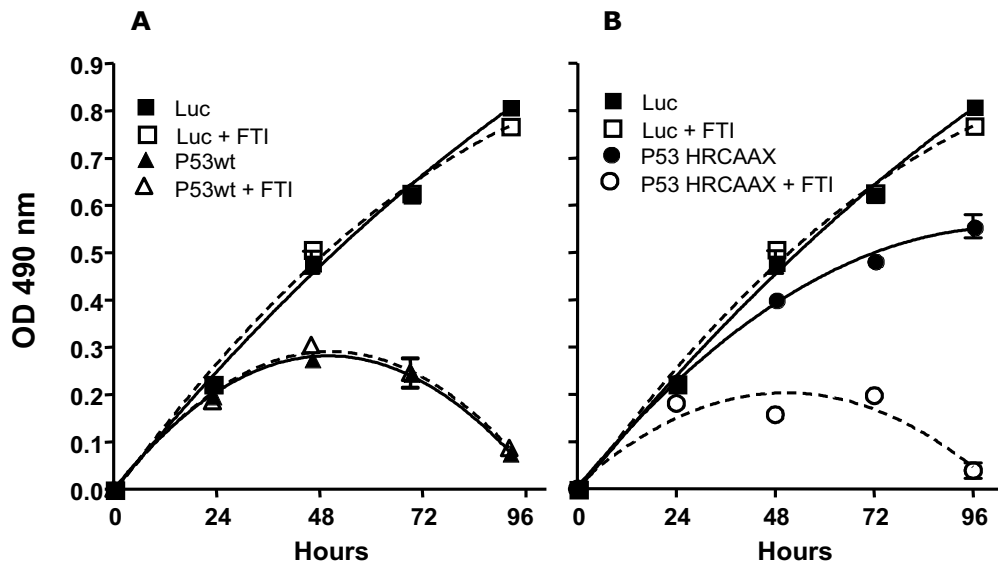 A
B
OD 490 nm
0.9
0.8
0.7
0.6
0.5
0.4
0.3
0.2
0.1
0.0
Luc
Luc + FTI
P53wt
P53wt + FTI
0 24 48 72 96
Hours
Luc
Luc + FTI
P53 HRCAAX
P53 HRCAAX + FTI
0 24 48 72 96
Hours